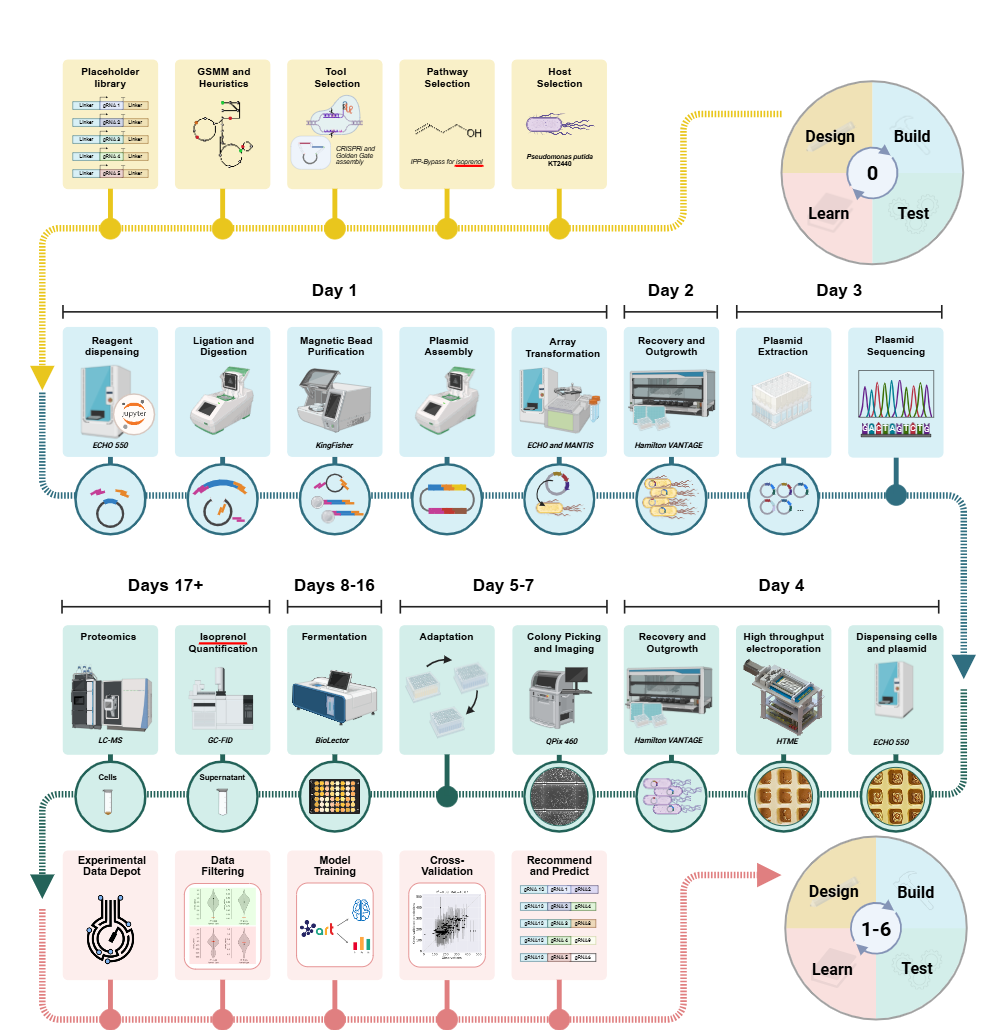 Placeholder
library
Linker gRNA 1 Linker
Linker gRNA 2 Linker
Linker gRNA 3 Linker
Linker gRNA 4 Linker
Linker gRNA 5 Linker
GSMM and
Heuristics
Tool
Selection
CRISPRi and
Golden Gate
assembly
Pathway
Selection
OH
IPP-Bypass for isoprenol
Host
Selection
Pseudomonas putida
KT2440
Design
Build
0
Learn
Test
Day 1
Day 2
Day 3
Reagent
dispensing
jupyter
ECHO 550
Ligation and
Digestion
Magnetic Bead
Purification
KingFisher
Plasmid
Assembly
Array
Transformation
ECHO and MANTIS
Recovery and
Outgrowth
Hamilton VANTAGE
Plasmid
Extraction
...
Plasmid
Sequencing
GACTAGTCTG
Days 17+
Days 8-16
Day 5-7
Day 4
Proteomics
LC-MS
Cells
Isoprenol
Quantification
GC-FID
Supernatant
Fermentation
BioLector
Adaptation
Colony Picking
and Imaging
QPix 460
Recovery and
Outgrowth
Hamilton VANTAGE
High throughput
electroporation
HTME
Dispensing cells
and plasmid
ECHO 550
Experimental
Data Depot
Data
Filtering
Model
Training
art
Cross-
Validation
Recommend
and Predict
Design
Build
1-6
Learn
Test